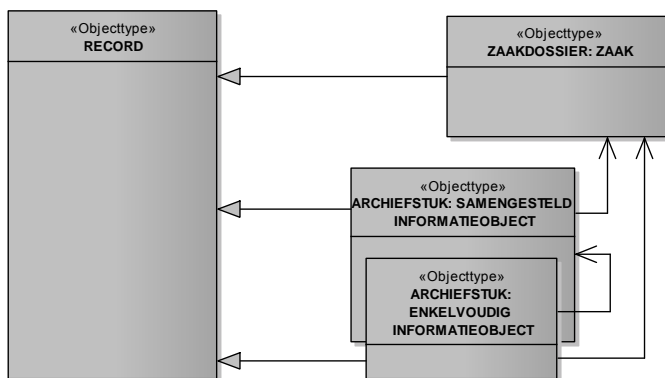 «Objecttype»
RECORD
«Objecttype»
ZAAKDOSSIER: ZAAK
«Objecttype»
ARCHIEFSTUK: SAMENGESTELD
INFORMATIEOBJECT
«Objecttype»
ARCHIEFSTUK:
ENKELVOUDIG
INFORMATIEOBJECT